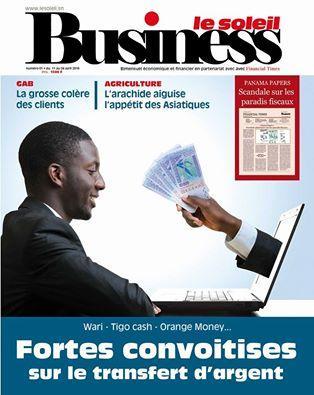 www.lesoleil.sn
le soleil
Business
Bimensuel économique et financier en partenariat avec avec Financial Times
GAB
La grosse colère
des clients
AGRICULTURE
L'arachide aiguise
l'appétit des Asiatiques
PANAMA PAPERS
Scandale sur les
paradis fiscaux
Wari - Tigo cash - Orange Money...
Fortes convoitises
sur le transfert d'argent